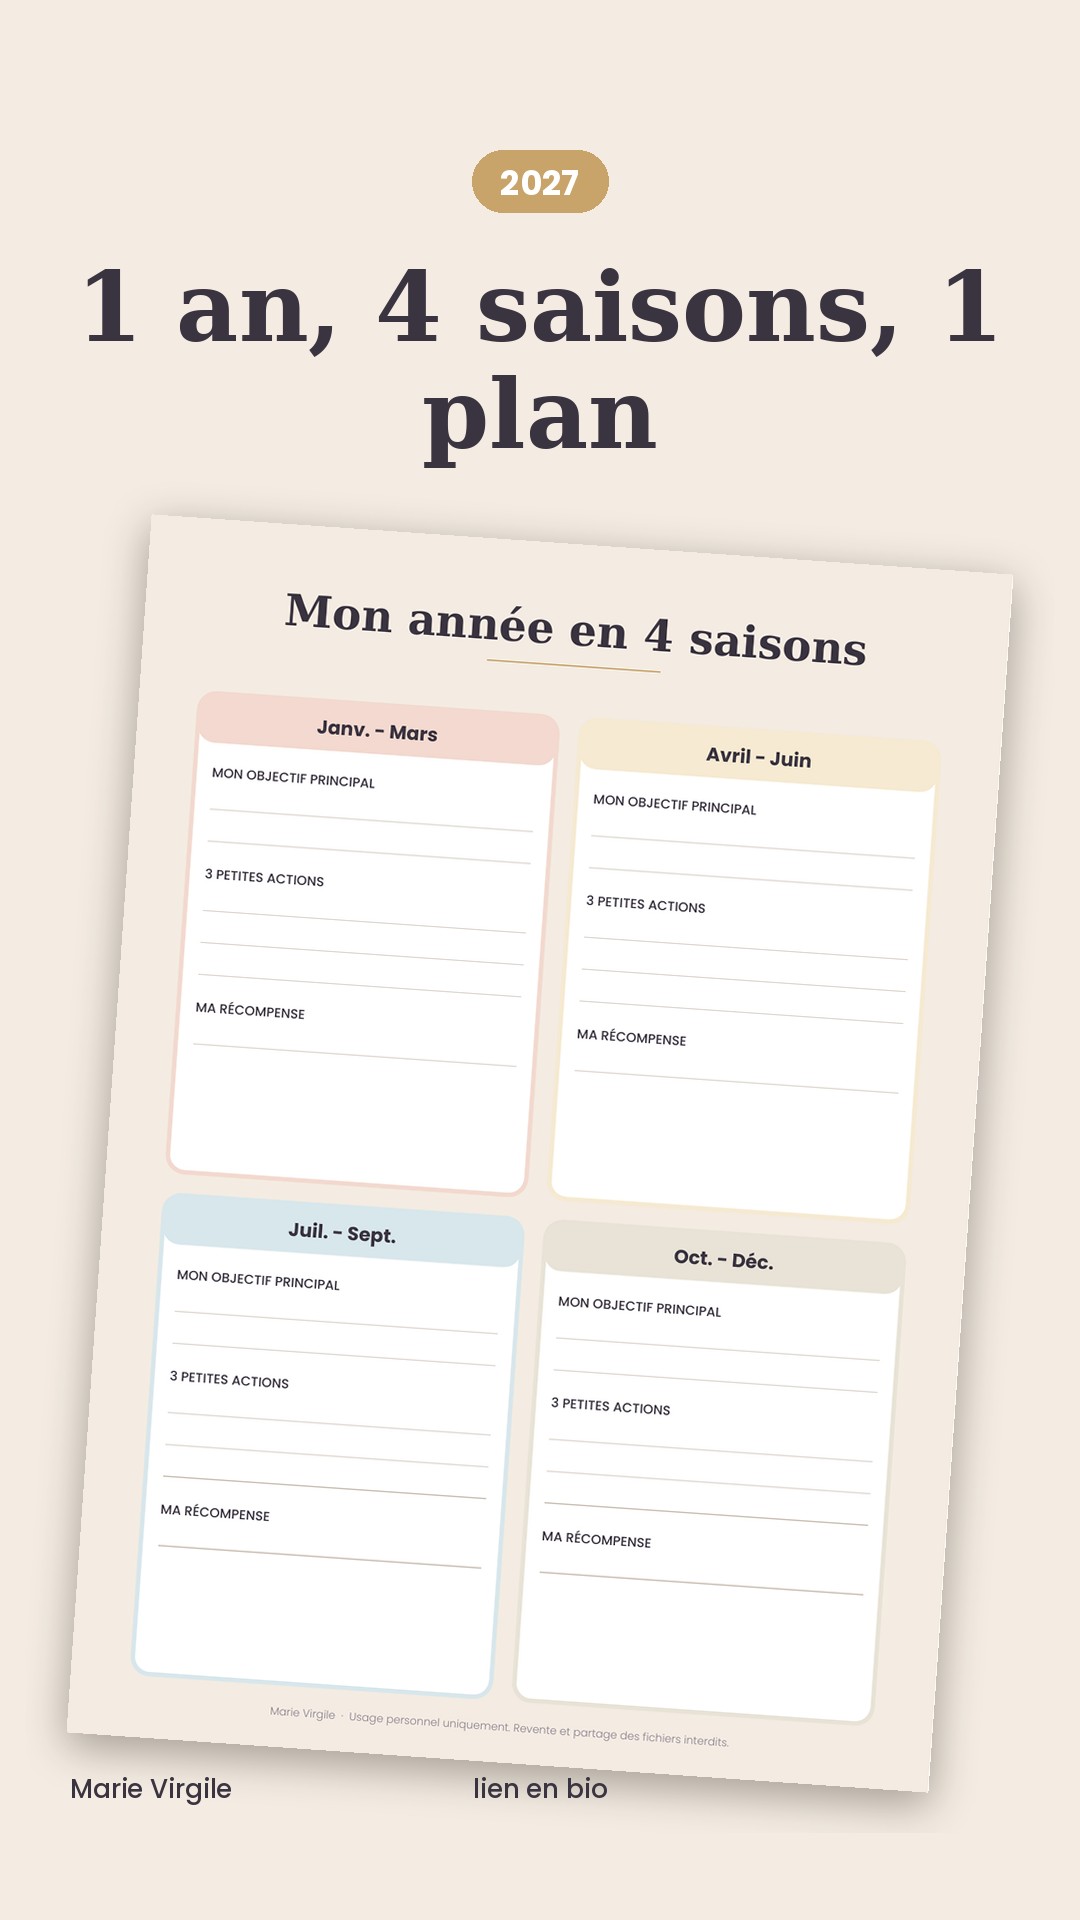 2027
1 an, 4 saisons, 1
plan
Mon année en 4 saisons
Janv. - Mars
MON OBJECTIF PRINCIPAL
3 PETITES ACTIONS
MA RÉCOMPENSE
Avril - Juin
MON OBJECTIF PRINCIPAL
3 PETITES ACTIONS
MA RÉCOMPENSE
Juil. - Sept.
MON OBJECTIF PRINCIPAL
3 PETITES ACTIONS
MA RÉCOMPENSE
Oct. - Déc.
MON OBJECTIF PRINCIPAL
3 PETITES ACTIONS
MA RÉCOMPENSE
Marie Virgile · Usage personnel uniquement. Revente et partage des fichiers interdits.
Marie Virgile
lien en bio